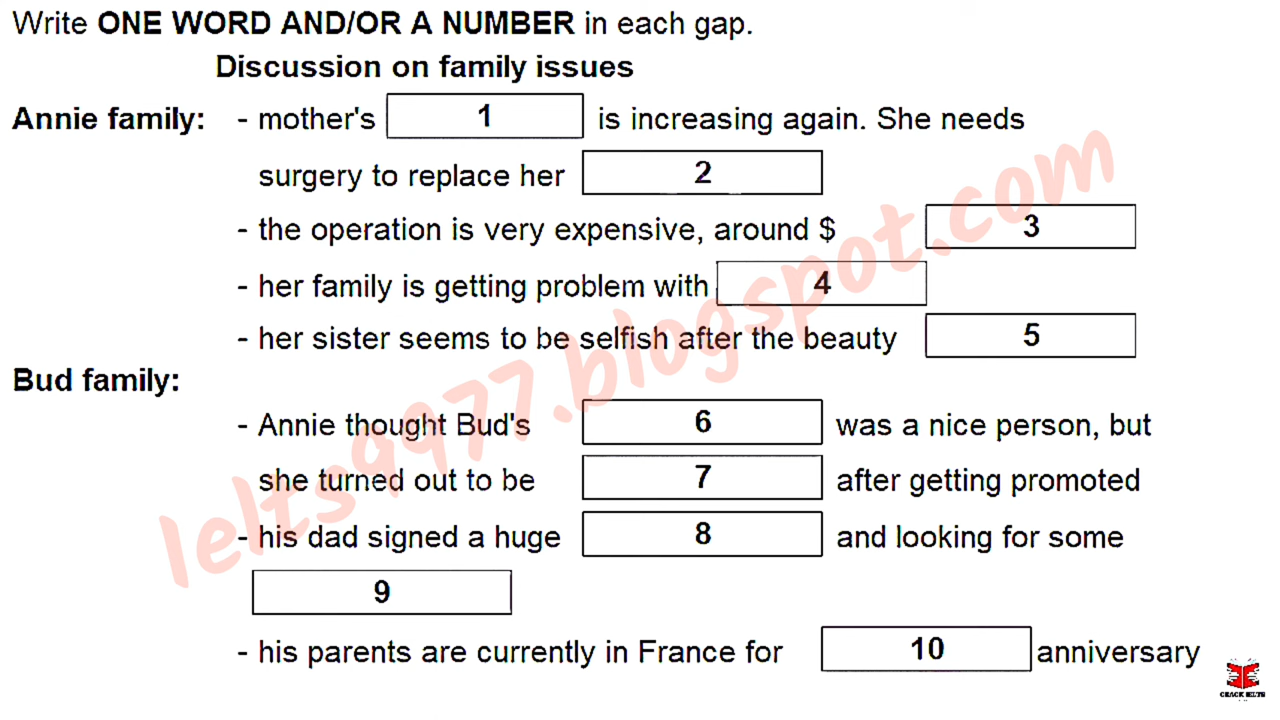 Write ONE WORD AND/OR A NUMBER in each gap.
Discussion on family issues
Annie family: - mother's 1 is increasing again. She needs
surgery to replace her 2
- the operation is very expensive, around $ 3
- her family is getting problem with 4
- her sister seems to be selfish after the beauty 5
Bud family:
- Annie thought Bud's 6 was a nice person, but
she turned out to be 7 after getting promoted
- his dad signed a huge 8 and looking for some
9
- his parents are currently in France for 10 anniversary
Ielts9977.blogspot.com
CRACK IELTS